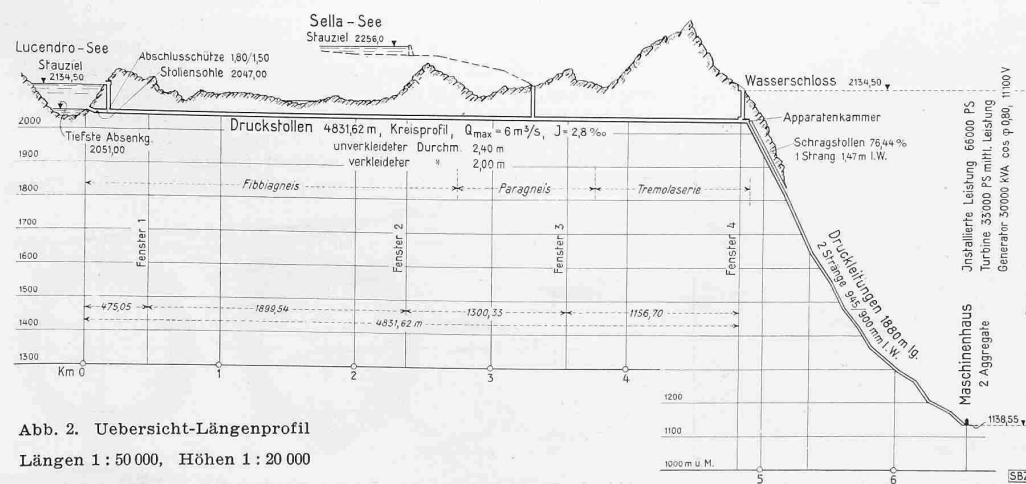 Lucendro-See
Stauziel
2134,50
Abschlusschütze 1,80/1,50
Stollensohle 2047,00
Sella-See
Stauziel 2256,0
Wasserschloss 2134,50
Apparatenkammer
Schrägstollen 76,44 %
1 Strang 1,47 m l.W.
Tiefste Absenkg.
2051,00
Druckstollen 4831,62 m, Kreisprofil, Qmax = 6 m³/s, J = 2,8 ‰
unverkleideter Durchm. 2,40 m
verkleideter " 2,00 m
Fibbiagneis
Paragneis
Tremolaserie
Fenster 1
Fenster 2
Fenster 3
Fenster 4
475,05
1899,54
1300,33
1156,70
4831,62 m
2000
1900
1800
1700
1600
1500
1400
1300
Km 0
1
2
3
4
Druckleitungen 1880 m lg.
2 Stränge 945/900 mm l.W.
Jnstallierte Leistung 66000 PS
Turbine 33000 PS mittl. Leistung
Generator 30000 kVA cos φ 0,80, 11100 V
Maschinenhaus
2 Aggregate
1138,55
1200
1100
1000 m ü. M.
5
6
Abb. 2. Uebersicht-Längenprofil
Längen 1 : 50 000, Höhen 1 : 20 000
SBZ